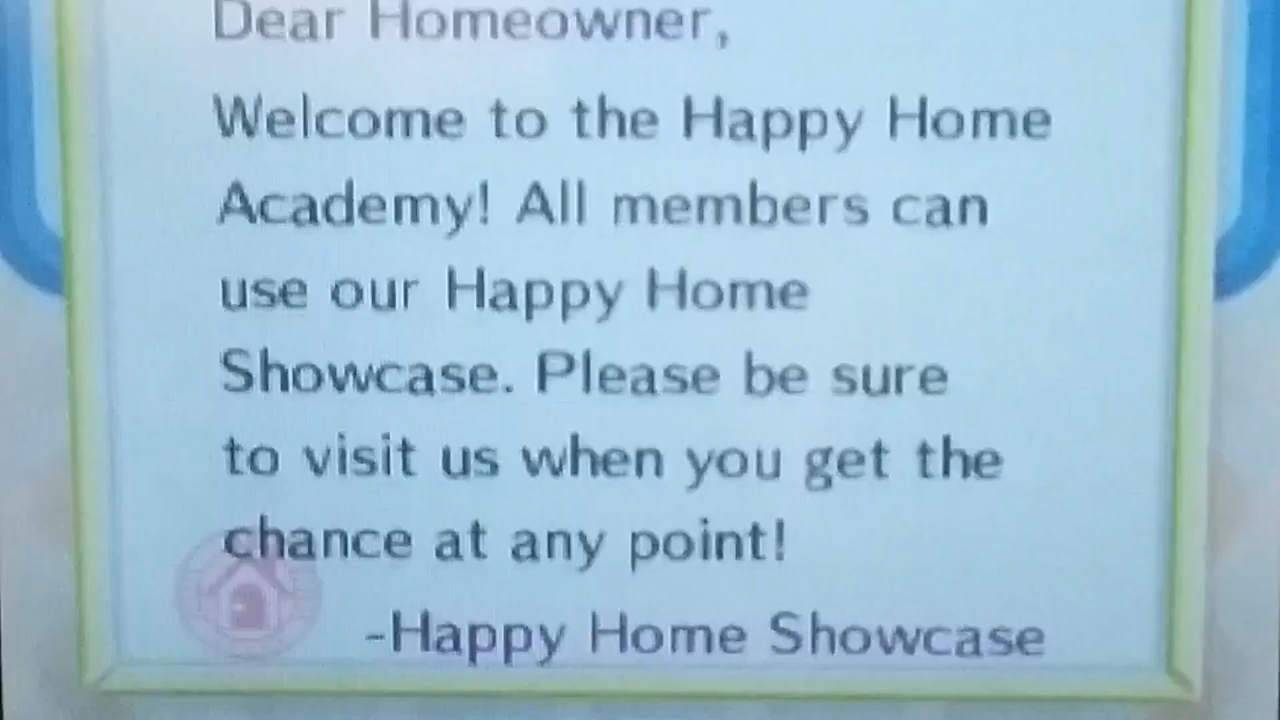 Dear Homeowner,
Welcome to the Happy Home
Academy! All members can
use our Happy Home
Showcase. Please be sure
to visit us when you get the
chance at any point!
-Happy Home Showcase